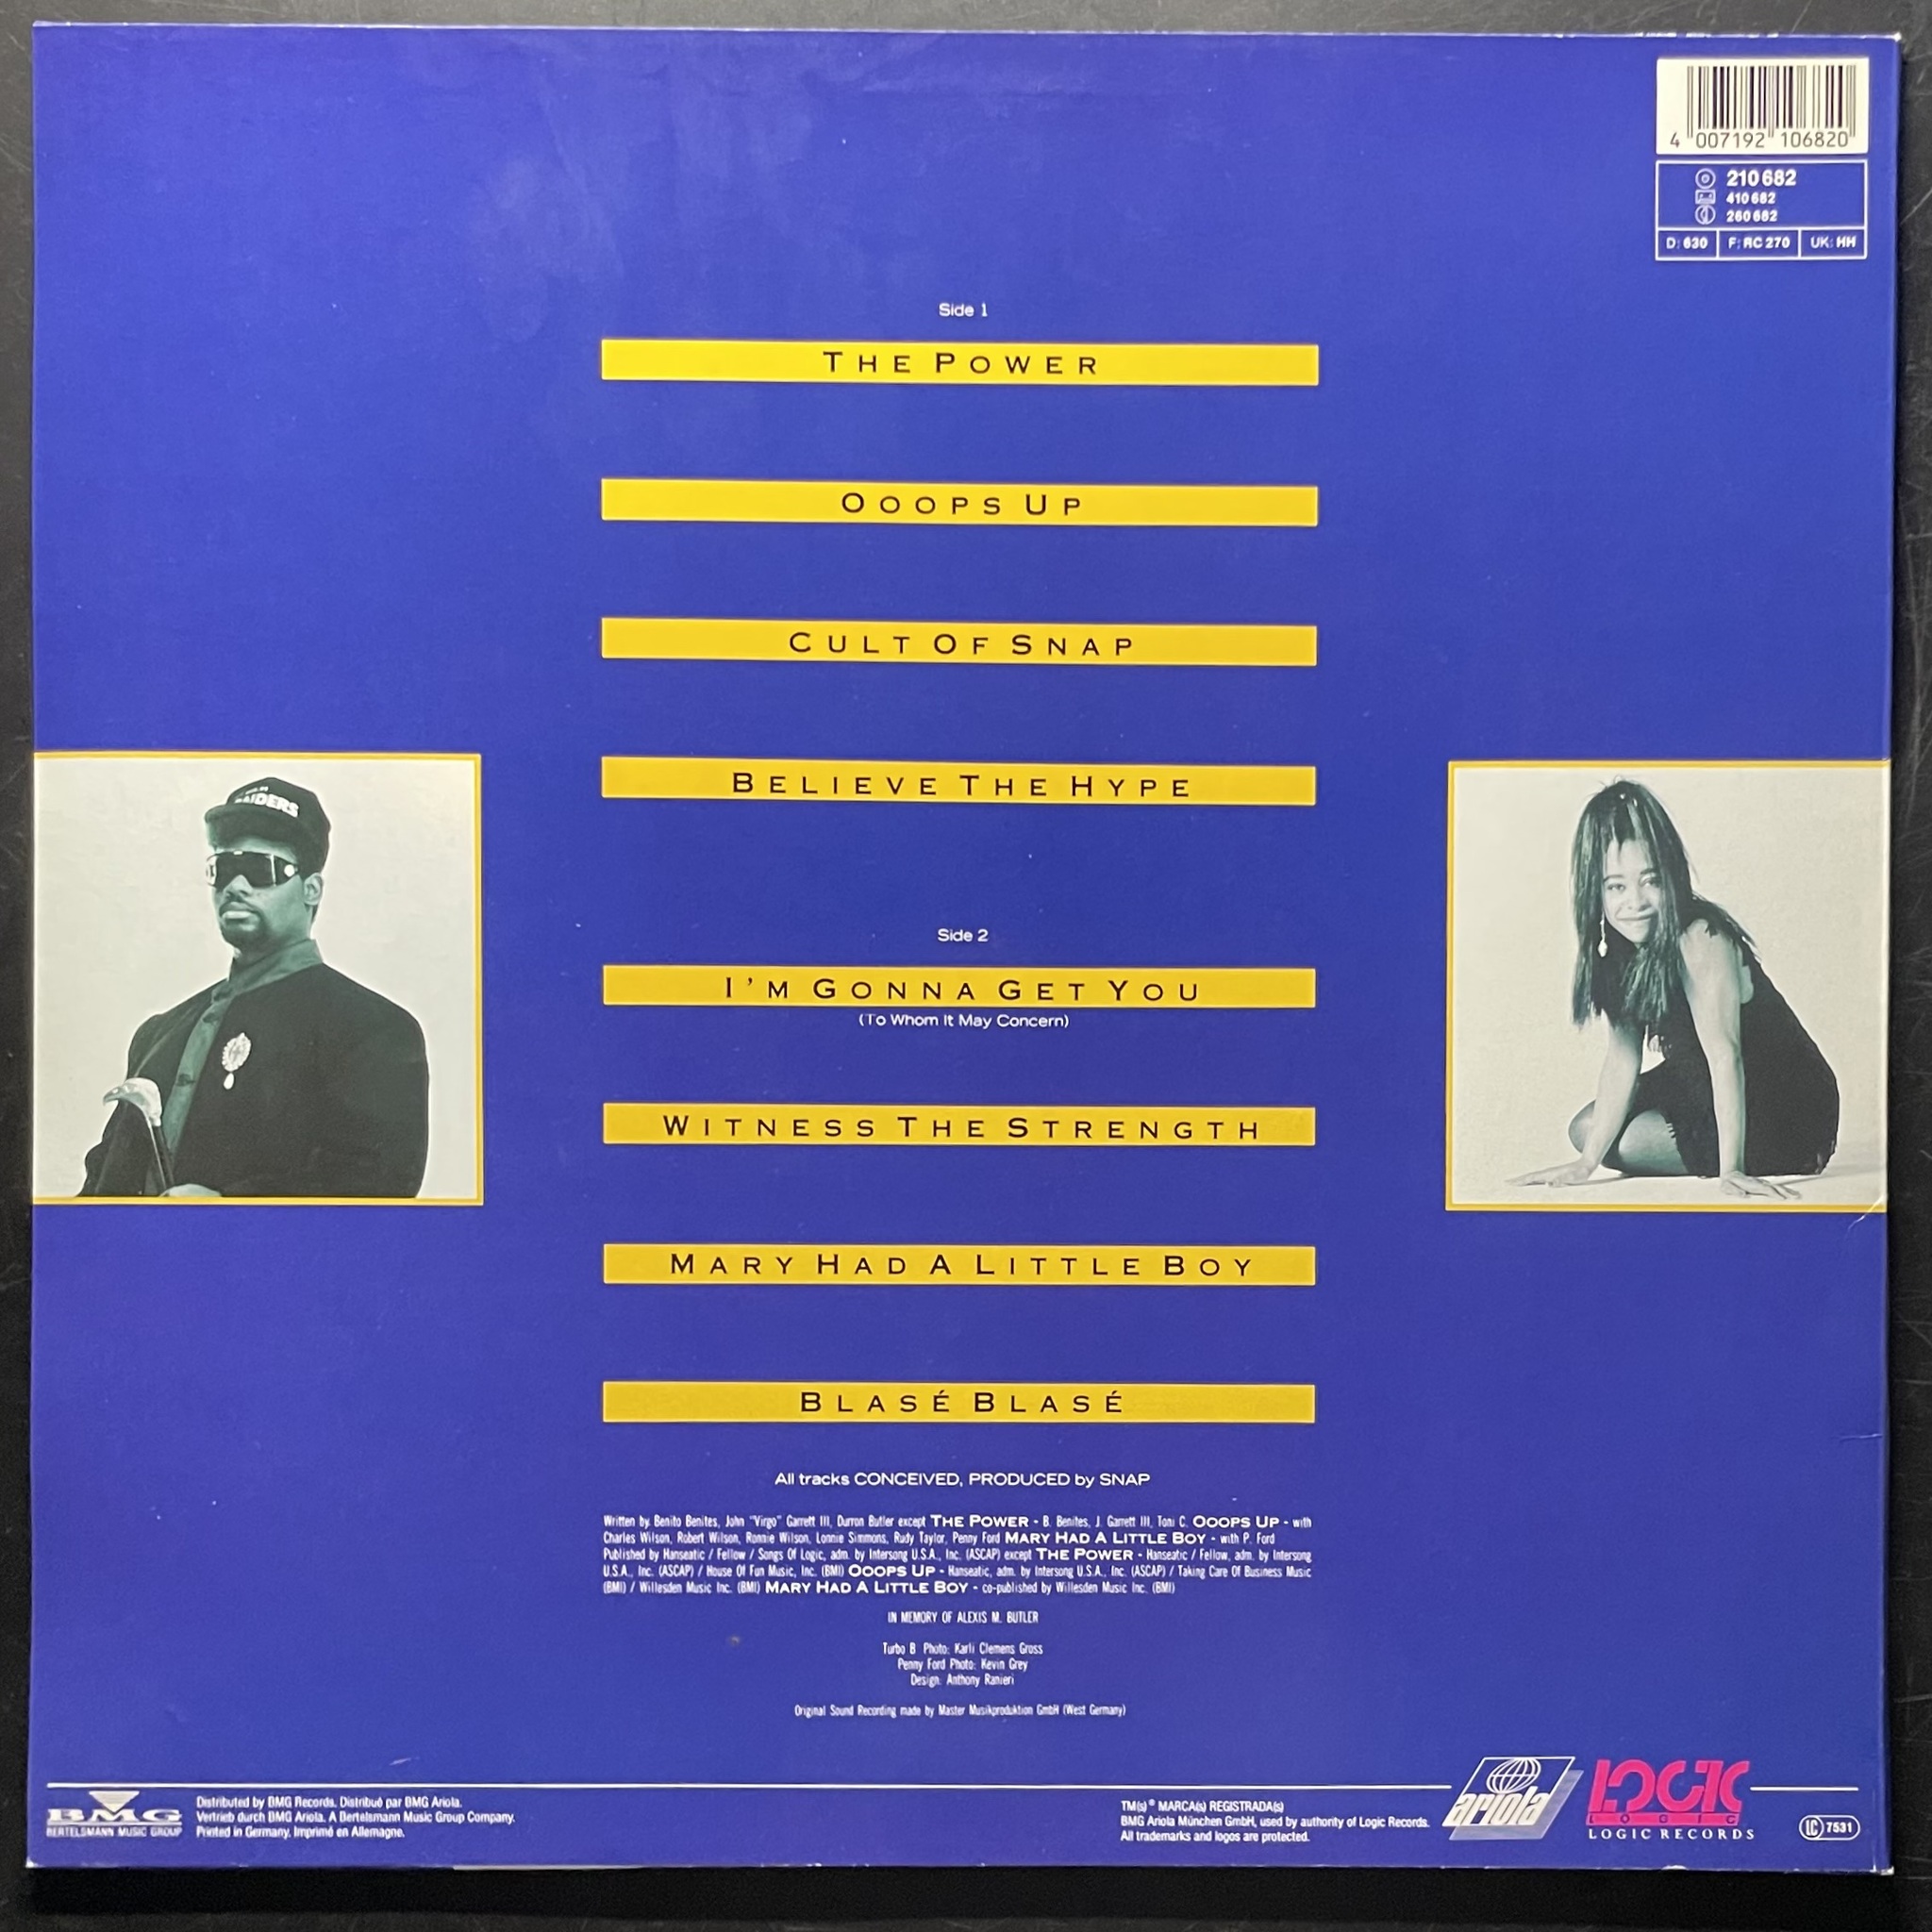 4 007192 106820
210 682
410 682
260 682
D: 630 F: RC 270 UK: HH
Side 1
THE POWER
OOOPS UP
CULT OF SNAP
BELIEVE THE HYPE
Side 2
I'M GONNA GET YOU
(To Whom It May Concern)
WITNESS THE STRENGTH
MARY HAD A LITTLE BOY
BLASÉ BLASÉ
All tracks CONCEIVED, PRODUCED by SNAP
Written by: Benito Benites, John "Virgo" Garrett III, Durron Butler except THE POWER - B. Benites, J. Garrett III, Toni C. OOOPS UP - with
Charles Wilson, Robert Wilson, Ronnie Wilson, Lonnie Simmons, Rudy Taylor, Penny Ford MARY HAD A LITTLE BOY - with P. Ford
Published by Hanseatic / Fellow / Songs Of Logic, adm. by Intersong U.S.A., Inc. (ASCAP) except THE POWER - Hanseatic / Fellow, adm. by Intersong
U.S.A., Inc. (ASCAP) / House Of Fun Music, Inc. (BMI) OOOPS UP - Hanseatic, adm. by Intersong U.S.A., Inc. (ASCAP) / Taking Care Of Business Music
(BMI) / Willesden Music Inc. (BMI) MARY HAD A LITTLE BOY - co-published by Willesden Music Inc. (BMI)
IN MEMORY OF ALEXIS M. BUTLER
Turbo B Photo: Karli Clemens Gross
Penny Ford Photo: Kevin Grey
Design: Anthony Ranieri
Original Sound Recording made by Master Musikproduktion GmbH (West Germany)
BMG
BERTELSMANN MUSIC GROUP
Distributed by BMG Records. Distribué par BMG Ariola.
Vertrieb durch BMG Ariola. A Bertelsmann Music Group Company.
Printed in Germany. Imprimé en Allemagne.
TM(s) ® MARCA(s) REGISTRADA(s)
BMG Ariola München GmbH, used by authority of Logic Records.
All trademarks and logos are protected.
ariola
LOGIC
LOGIC
LOGIC RECORDS
LC 7531